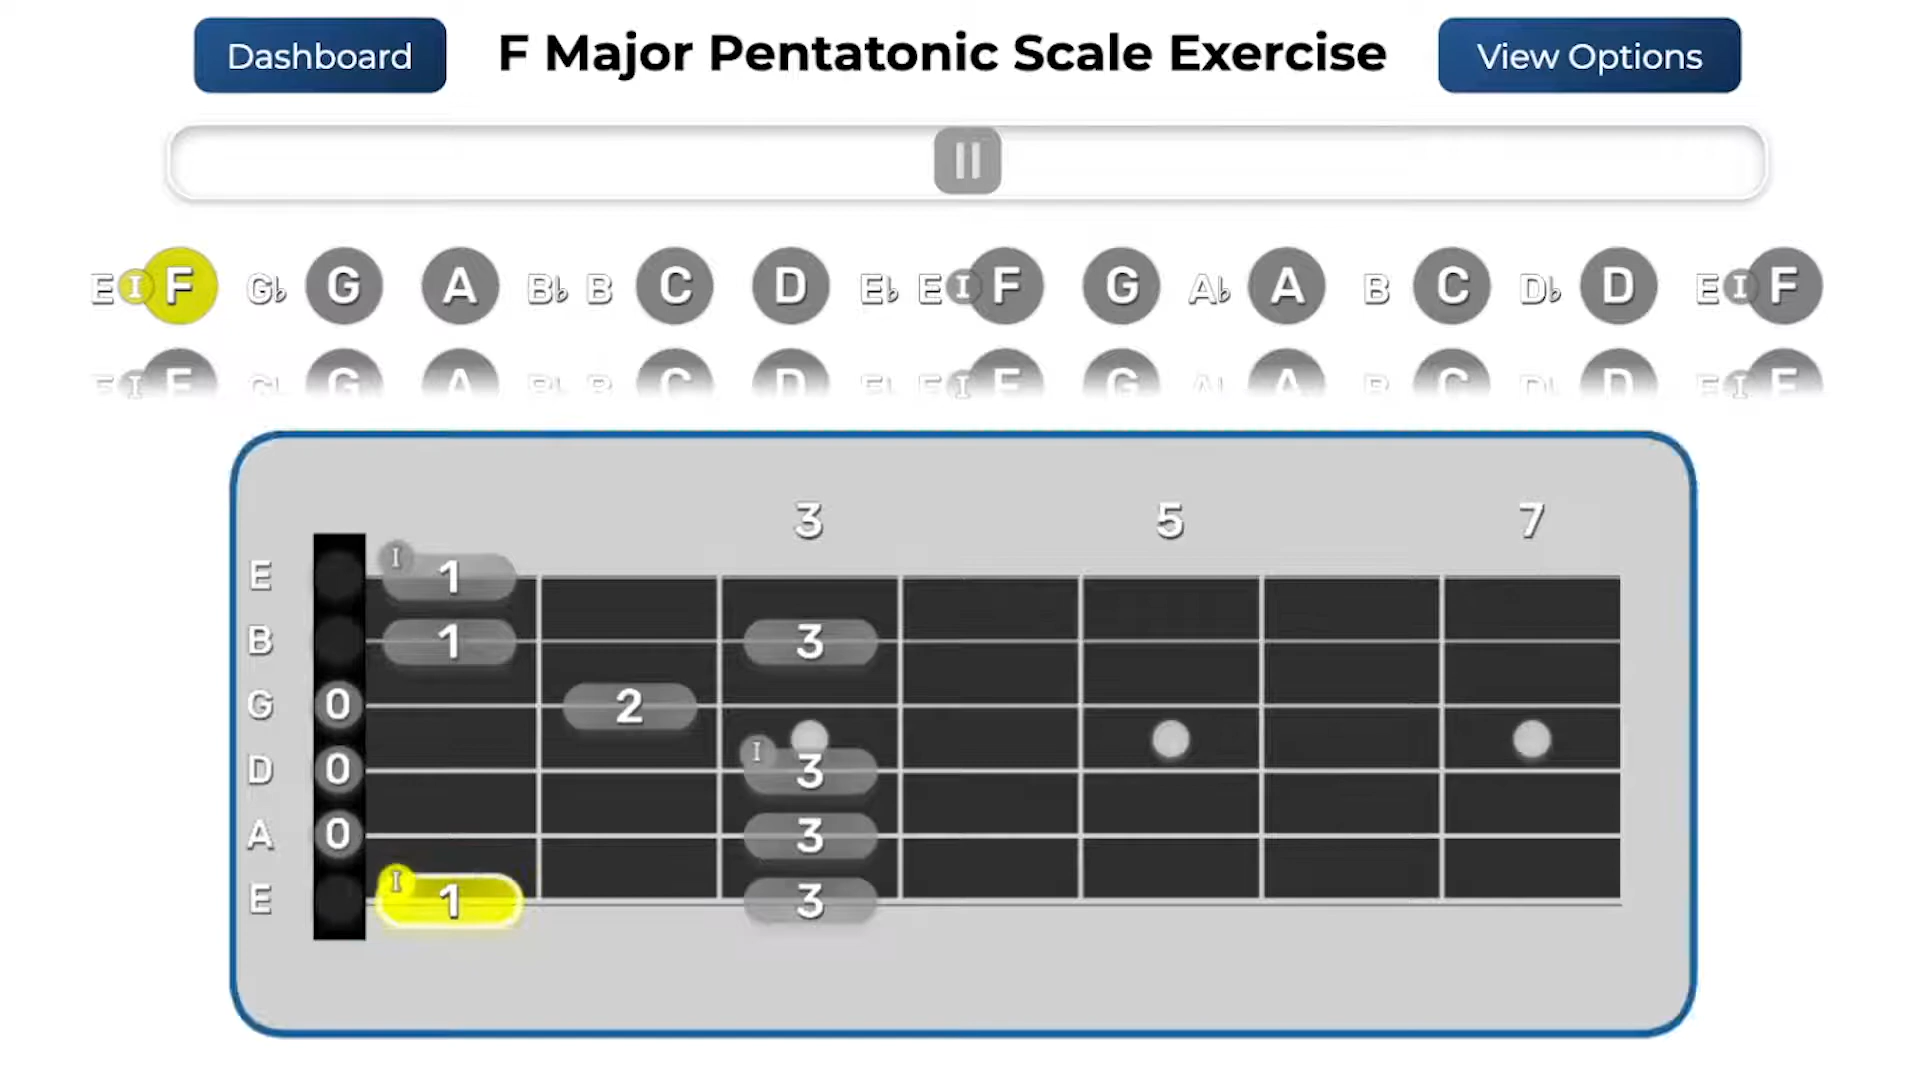 Dashboard F Major Pentatonic Scale Exercise View Options
E I F G♭ G A B♭ B C D E♭ E I F G A♭ A B C D♭ D E I F
3 5 7
E I 1
B 1 3
G 0 2
D 0 I 3
A 0 3
E I 1 3